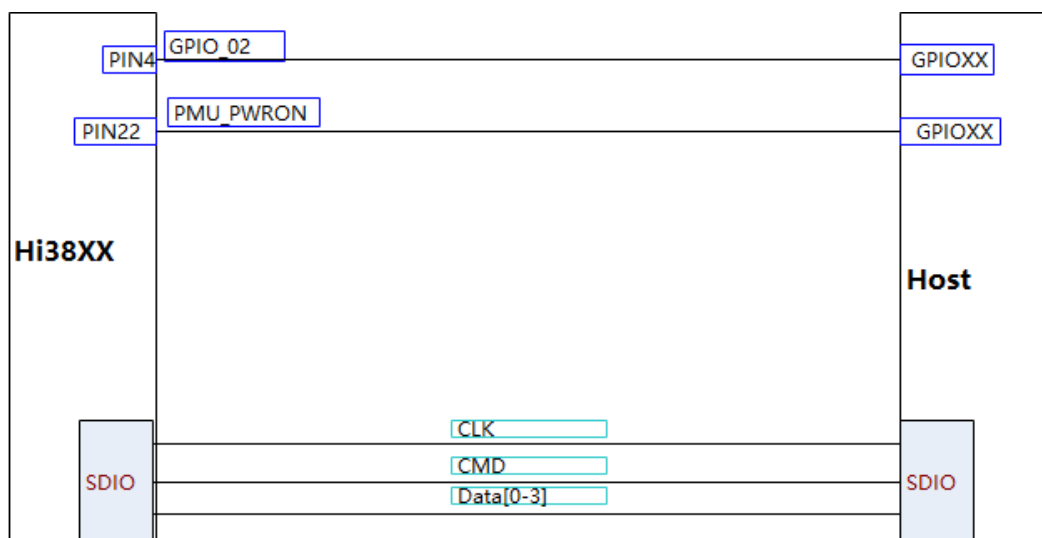 GPIO_02
PIN4
GPIOXX
PMU_PWRON
PIN22
GPIOXX
Hi38XX
Host
CLK
CMD
SDIO
SDIO
Data[0-3]